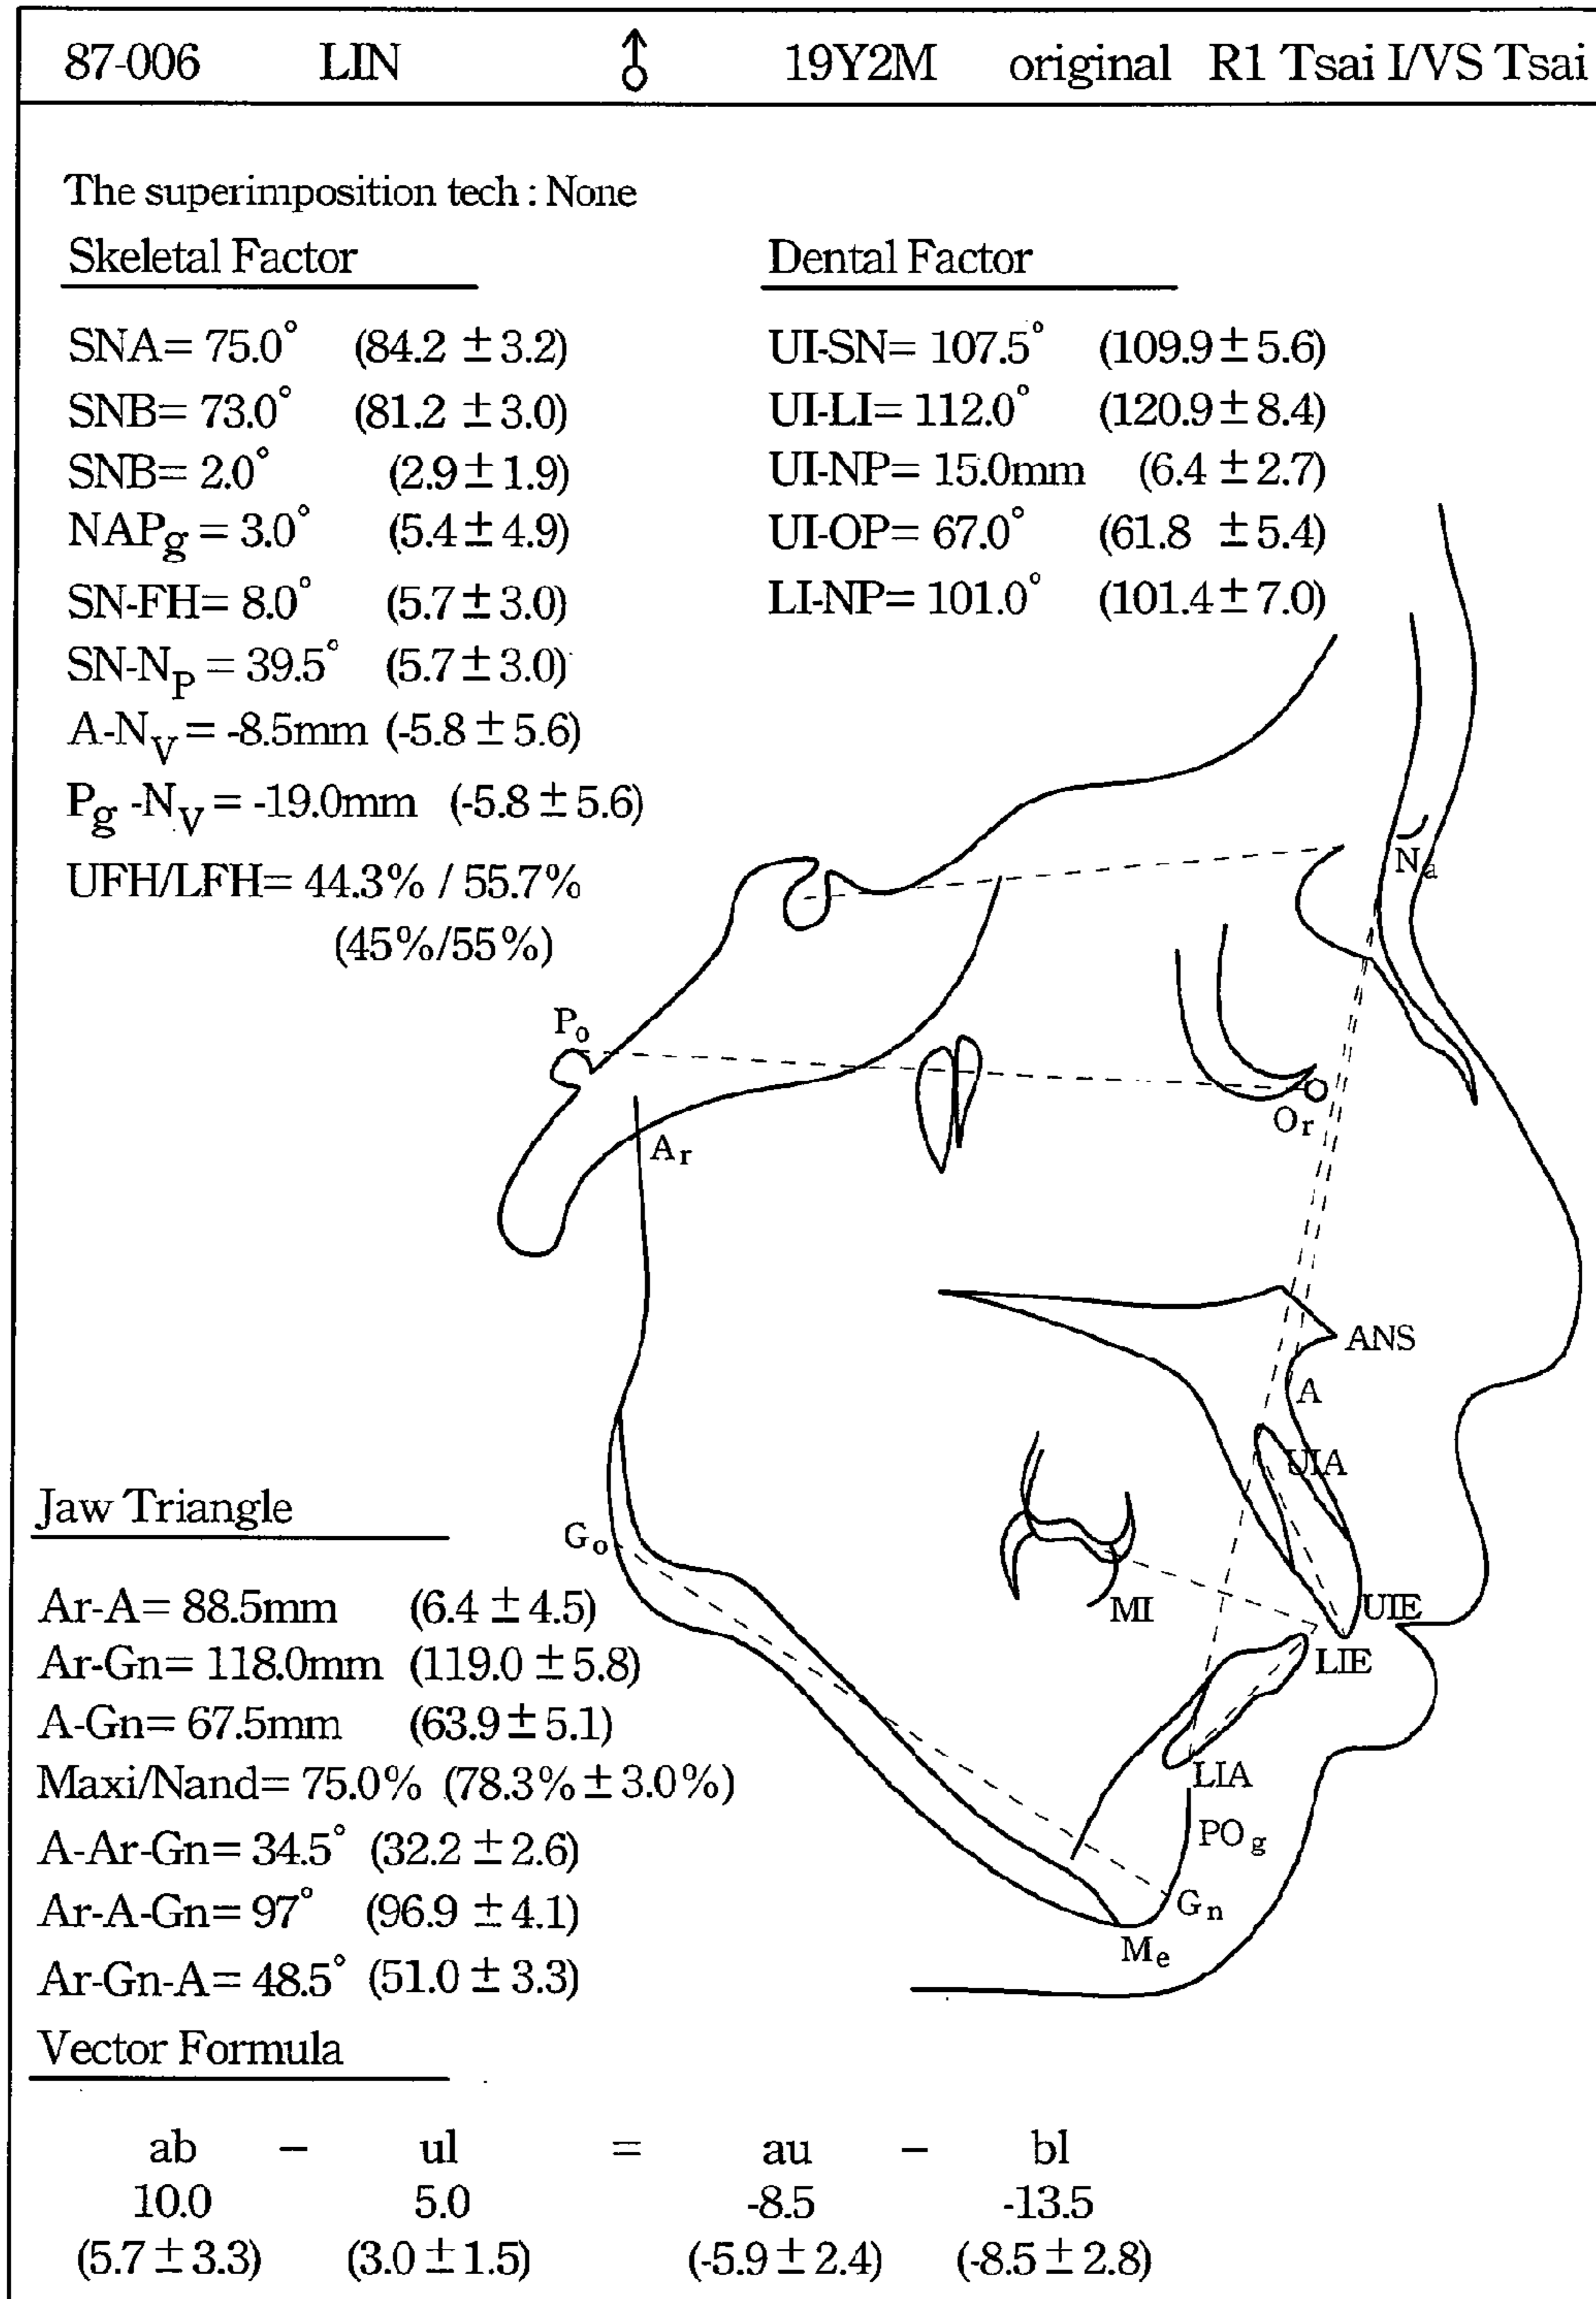 87-006 LIN ♂ 19Y2M original R1 Tsai I/VS Tsai
The superimposition tech : None
Skeletal Factor
SNA= 75.0° (84.2 ±3.2)
SNB= 73.0° (81.2 ±3.0)
SNB= 2.0° (2.9±1.9)
NAPg = 3.0° (5.4±4.9)
SN-FH= 8.0° (5.7±3.0)
SN-NP = 39.5° (5.7±3.0)
A-NV = -8.5mm (-5.8±5.6)
Pg -NV = -19.0mm (-5.8±5.6)
UFH/LFH= 44.3% / 55.7%
(45%/55%)
Dental Factor
UI-SN= 107.5° (109.9±5.6)
UI-LI= 112.0° (120.9±8.4)
UI-NP= 15.0mm (6.4 ±2.7)
UI-OP= 67.0° (61.8 ±5.4)
LI-NP= 101.0° (101.4±7.0)
Na
Po
Or
Ar
ANS
A
UIA
Go
MI
UIE
LIE
LIA
POg
Gn
Me
Jaw Triangle
Ar-A= 88.5mm (6.4 ±4.5)
Ar-Gn= 118.0mm (119.0 ±5.8)
A-Gn= 67.5mm (63.9±5.1)
Maxi/Nand= 75.0% (78.3%±3.0%)
A-Ar-Gn= 34.5° (32.2 ±2.6)
Ar-A-Gn= 97° (96.9 ±4.1)
Ar-Gn-A= 48.5° (51.0 ±3.3)
Vector Formula
ab − ul = au − bl
10.0 5.0 -8.5 -13.5
(5.7±3.3) (3.0±1.5) (-5.9±2.4) (-8.5±2.8)